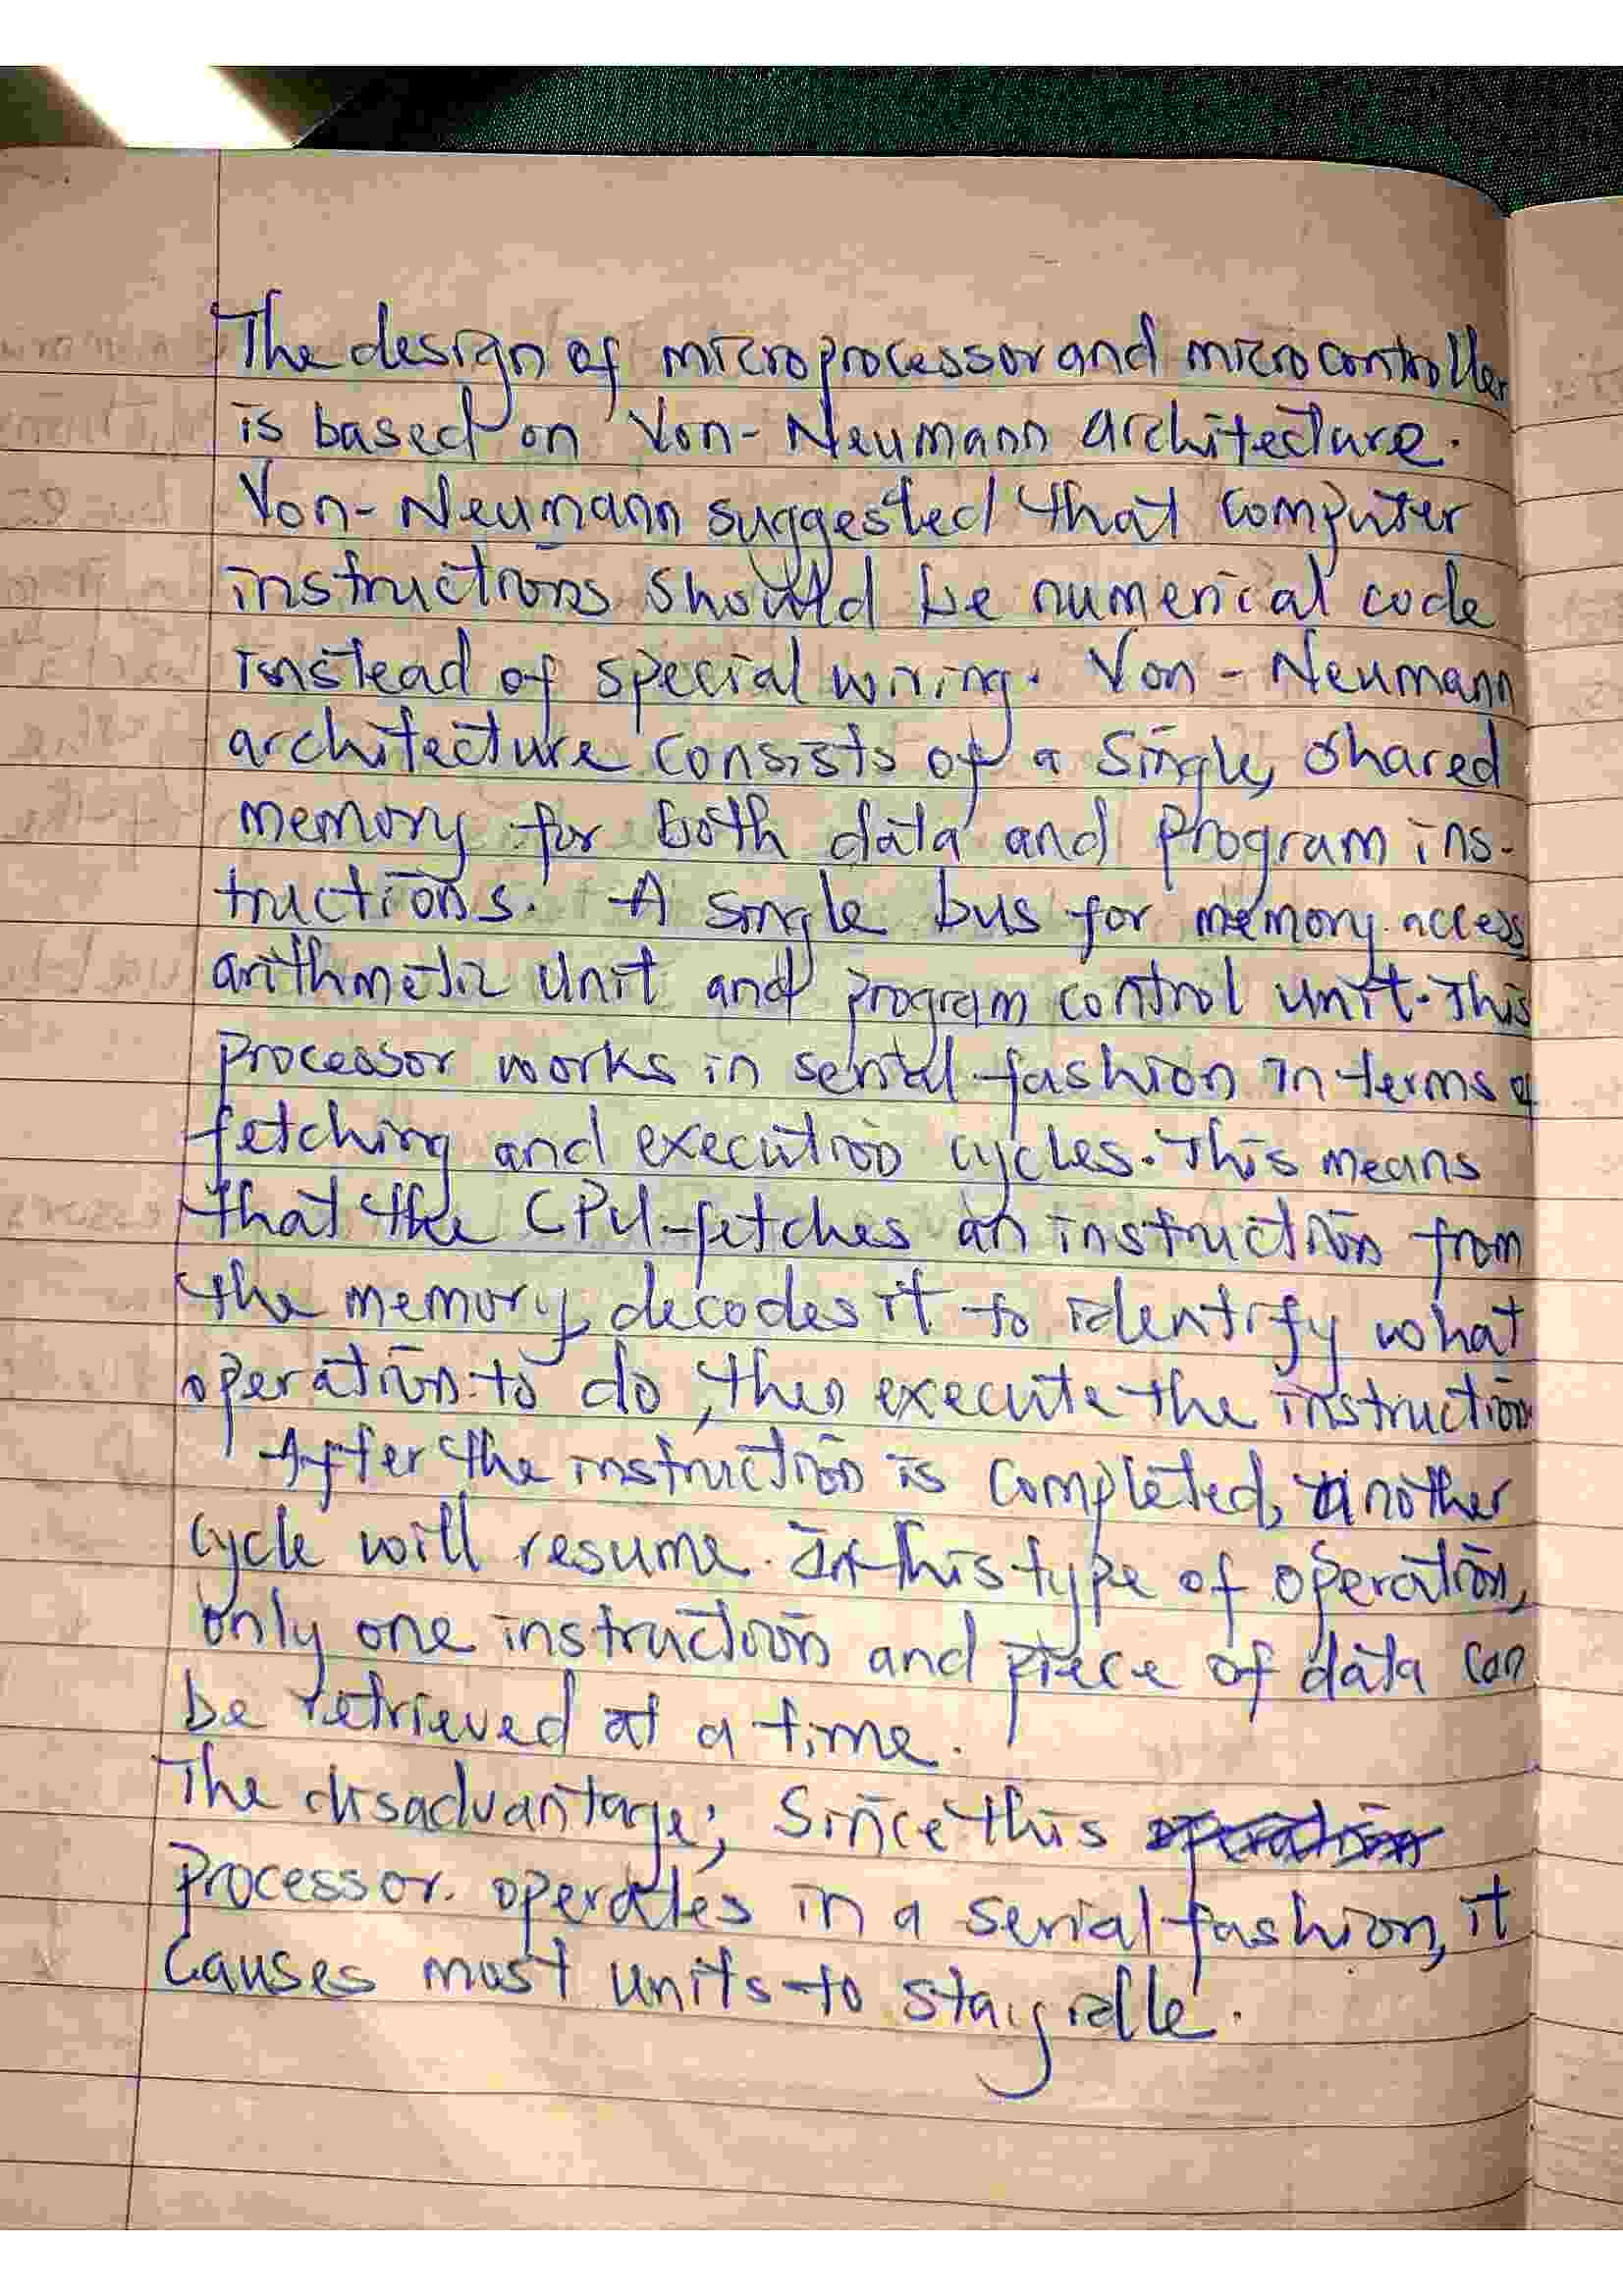 The design of microprocessor and microcontroller
is based on Von-Neumann architecture.
Von-Neumann suggested that computer
instructions should be numerical code
instead of special wiring. Von-Neumann
architecture consists of a single, shared
memory for both data and program ins-
tructions. A single bus for memory access
arithmetic unit and program control unit. This
processor works in serial fashion in terms of
fetching and execution cycles. This means
that the CPU fetches an instruction from
the memory, decodes it to identify what
operation to do, then execute the instruction
After the instruction is completed, another
cycle will resume. In this type of operation,
only one instruction and piece of data can
be retrieved at a time.
The disadvantage; Since this operation
processor. operates in a serial fashion, it
causes most units to stay idle.